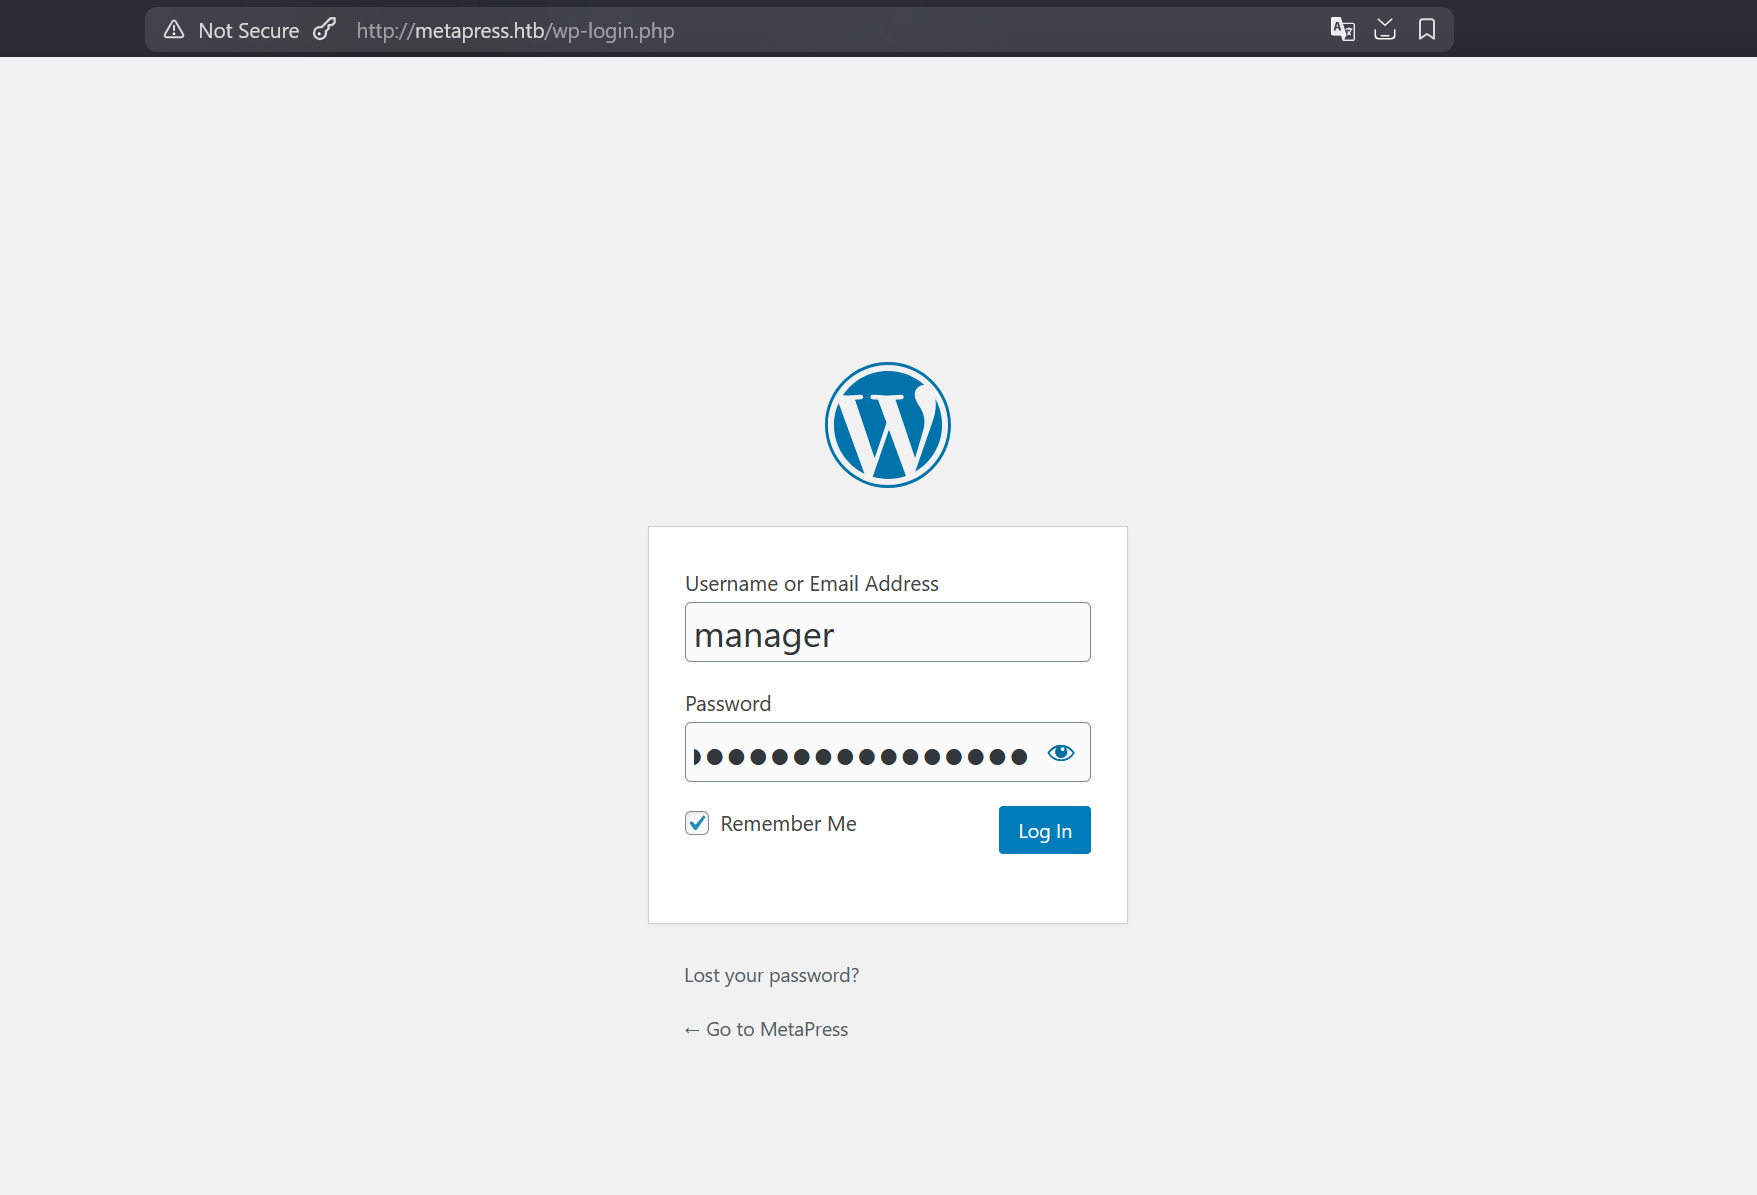 Not Secure http://metapress.htb/wp-login.php
Username or Email Address
manager
Password
Remember Me
Log In
Lost your password?
← Go to MetaPress